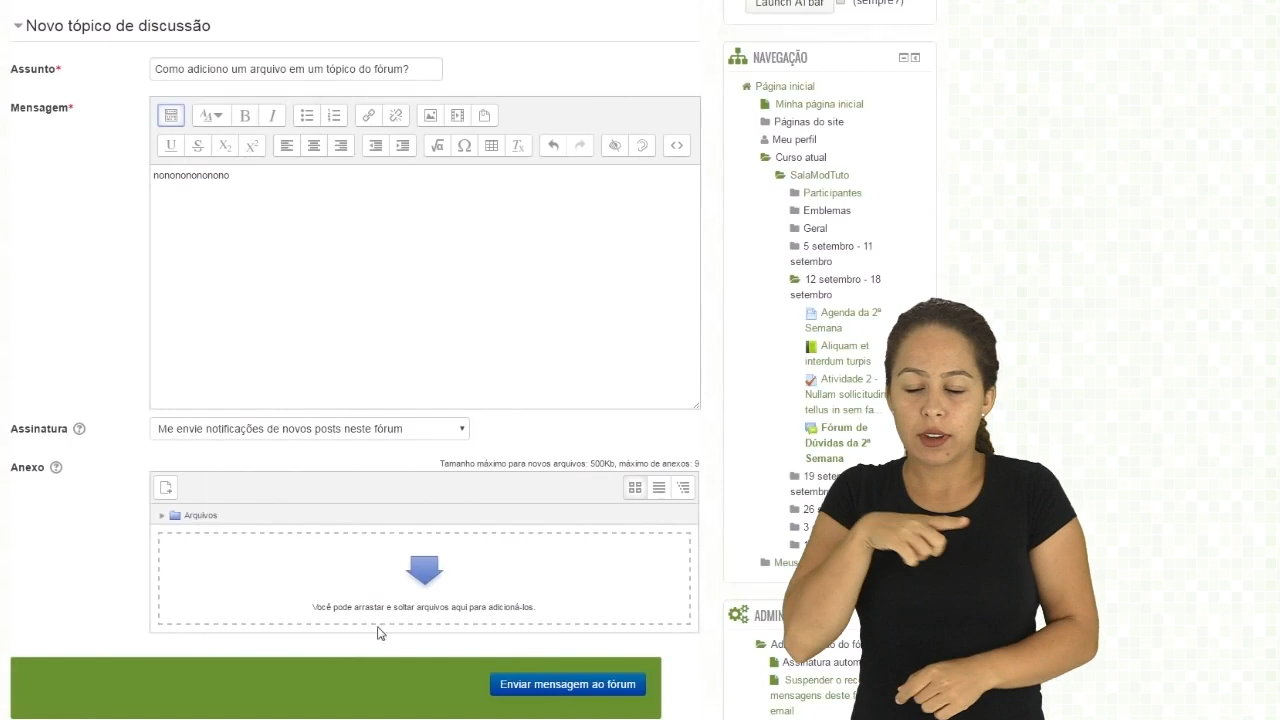 Novo tópico de discussão
Assunto*
Como adiciono um arquivo em um tópico do fórum?
Mensagem*
nononononono
Assinatura
Me envie notificações de novos posts neste fórum
Anexo
Tamanho máximo para novos arquivos: 500Kb, máximo de anexos: 9
Arquivos
Você pode arrastar e soltar arquivos aqui para adicioná-los.
Enviar mensagem ao fórum
Launch ATbar
(sempre?)
NAVEGAÇÃO
Página inicial
Minha página inicial
Páginas do site
Meu perfil
Curso atual
SalaModTuto
Participantes
Emblemas
Geral
5 setembro - 11
setembro
12 setembro - 18
setembro
Agenda da 2ª
Semana
Aliquam et
interdum turpis
Atividade 2 -
Nullam sollicitudin
tellus in sem fa...
Fórum de
Dúvidas da 2ª
Semana
19
26
3
Assinatura
Suspender o
mensagens deste
email